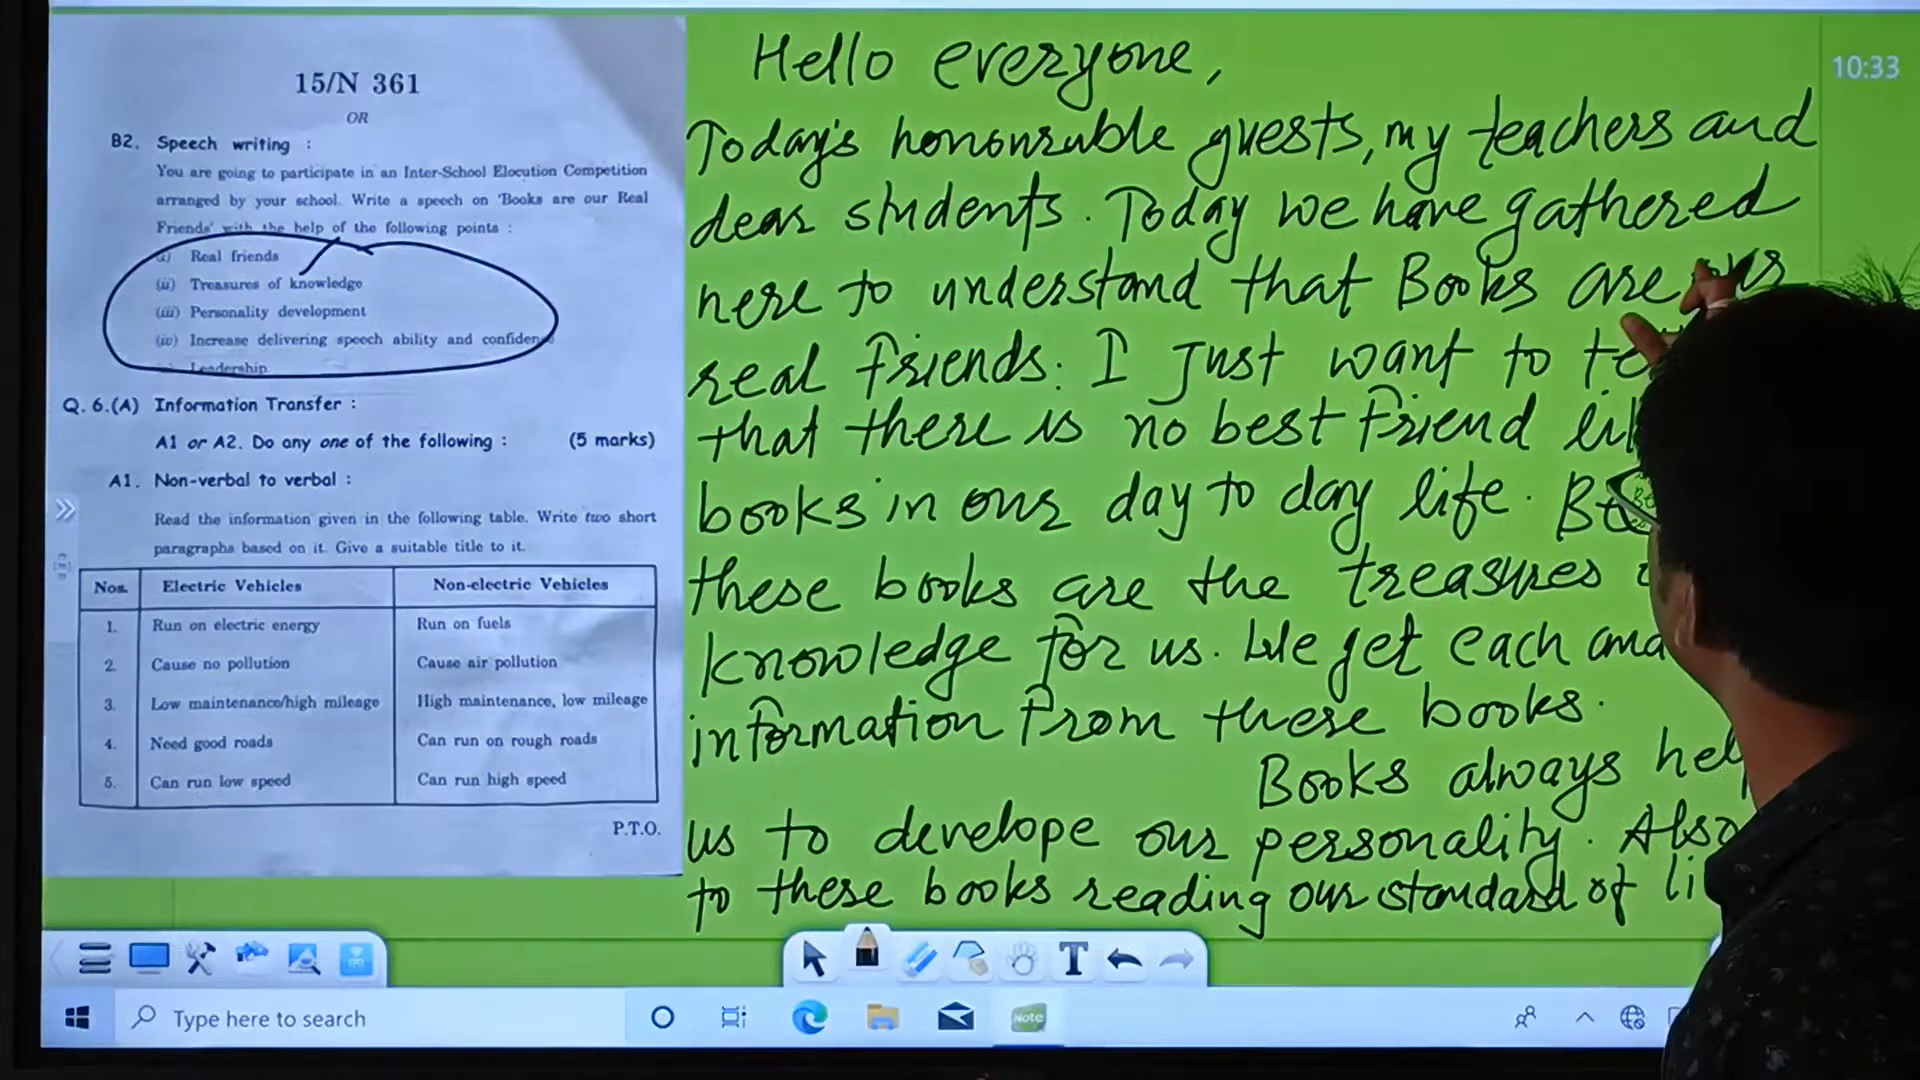 15/N 361
OR
B2. Speech writing :
You are going to participate in an Inter-School Elocution Competition
arranged by your school. Write a speech on 'Books are our Real
Friends' with the help of the following points :
(i) Real friends
(ii) Treasures of knowledge
(iii) Personality development
(iv) Increase delivering speech ability and confidence
Leadership
Q. 6.(A) Information Transfer :
A1 or A2. Do any one of the following : (5 marks)
A1. Non-verbal to verbal :
Read the information given in the following table. Write two short
paragraphs based on it. Give a suitable title to it.
Nos. Electric Vehicles Non-electric Vehicles
1. Run on electric energy Run on fuels
2. Cause no pollution Cause air pollution
3. Low maintenance/high mileage High maintenance, low mileage
4. Need good roads Can run on rough roads
5. Can run low speed Can run high speed
P.T.O.
Hello everyone,
Today's honourable guests, my teachers and
dear students. Today we have gathered
here to understand that Books are
real friends. I Just want to
that there is no best friend
books in our day to day life.
these books are the treasures
knowledge for us. We get each and
information from these books.
Books always
us to develope our personality. Also
to these books reading our standard of
10:33
Type here to search
Note